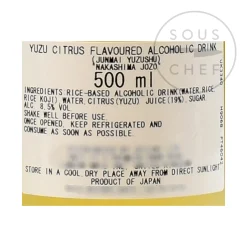 SOUS
CHEF
YUZU CITRUS FLAVOURED ALCOHOLIC DRINK
(JUNMAI YUZUSHU)
NAKASHIMA JOZO
500 ml
INGREDIENTS:RICE-BASED ALCOHOLIC DRINK(WATER,RICE,
RICE KOJI),WATER,CITRUS(YUZU) JUICE(19%),SUGAR
ALC 8.5% VOL
SHAKE WELL BEFORE USE.
ONCE OPENED, KEEP REFRIGERATED AND
CONSUME AS SOON AS POSSIBLE.
STORE IN A COOL,DRY PLACE AWAY FROM DIRECT SUNLIGHT
PRODUCT OF JAPAN